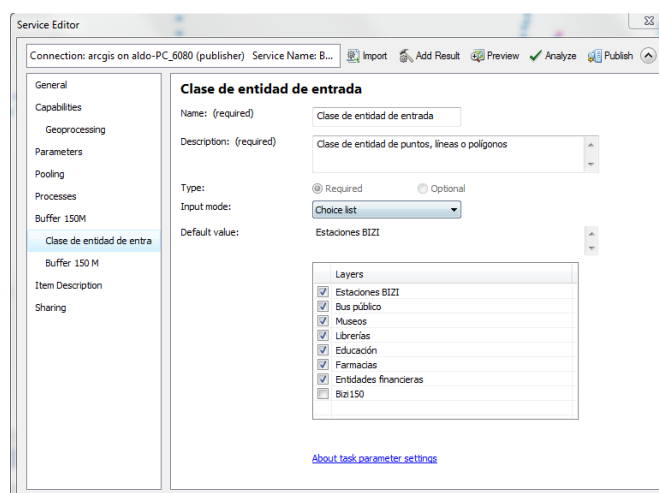 Service Editor
Connection: arcgis on aldo-PC_6080 (publisher) Service Name: B... Import Add Result Preview Analyze Publish
General
Capabilities
Geoprocessing
Parameters
Pooling
Processes
Buffer 150M
Clase de entidad de entra
Buffer 150 M
Item Description
Sharing
Clase de entidad de entrada
Name: (required) Clase de entidad de entrada
Description: (required) Clase de entidad de puntos, líneas o polígonos
Type: Required Optional
Input mode: Choice list
Default value: Estaciones BIZI
Layers
Estaciones BIZI
Bus público
Museos
Librerías
Educación
Farmacias
Entidades financieras
Bizi150
About task parameter settings